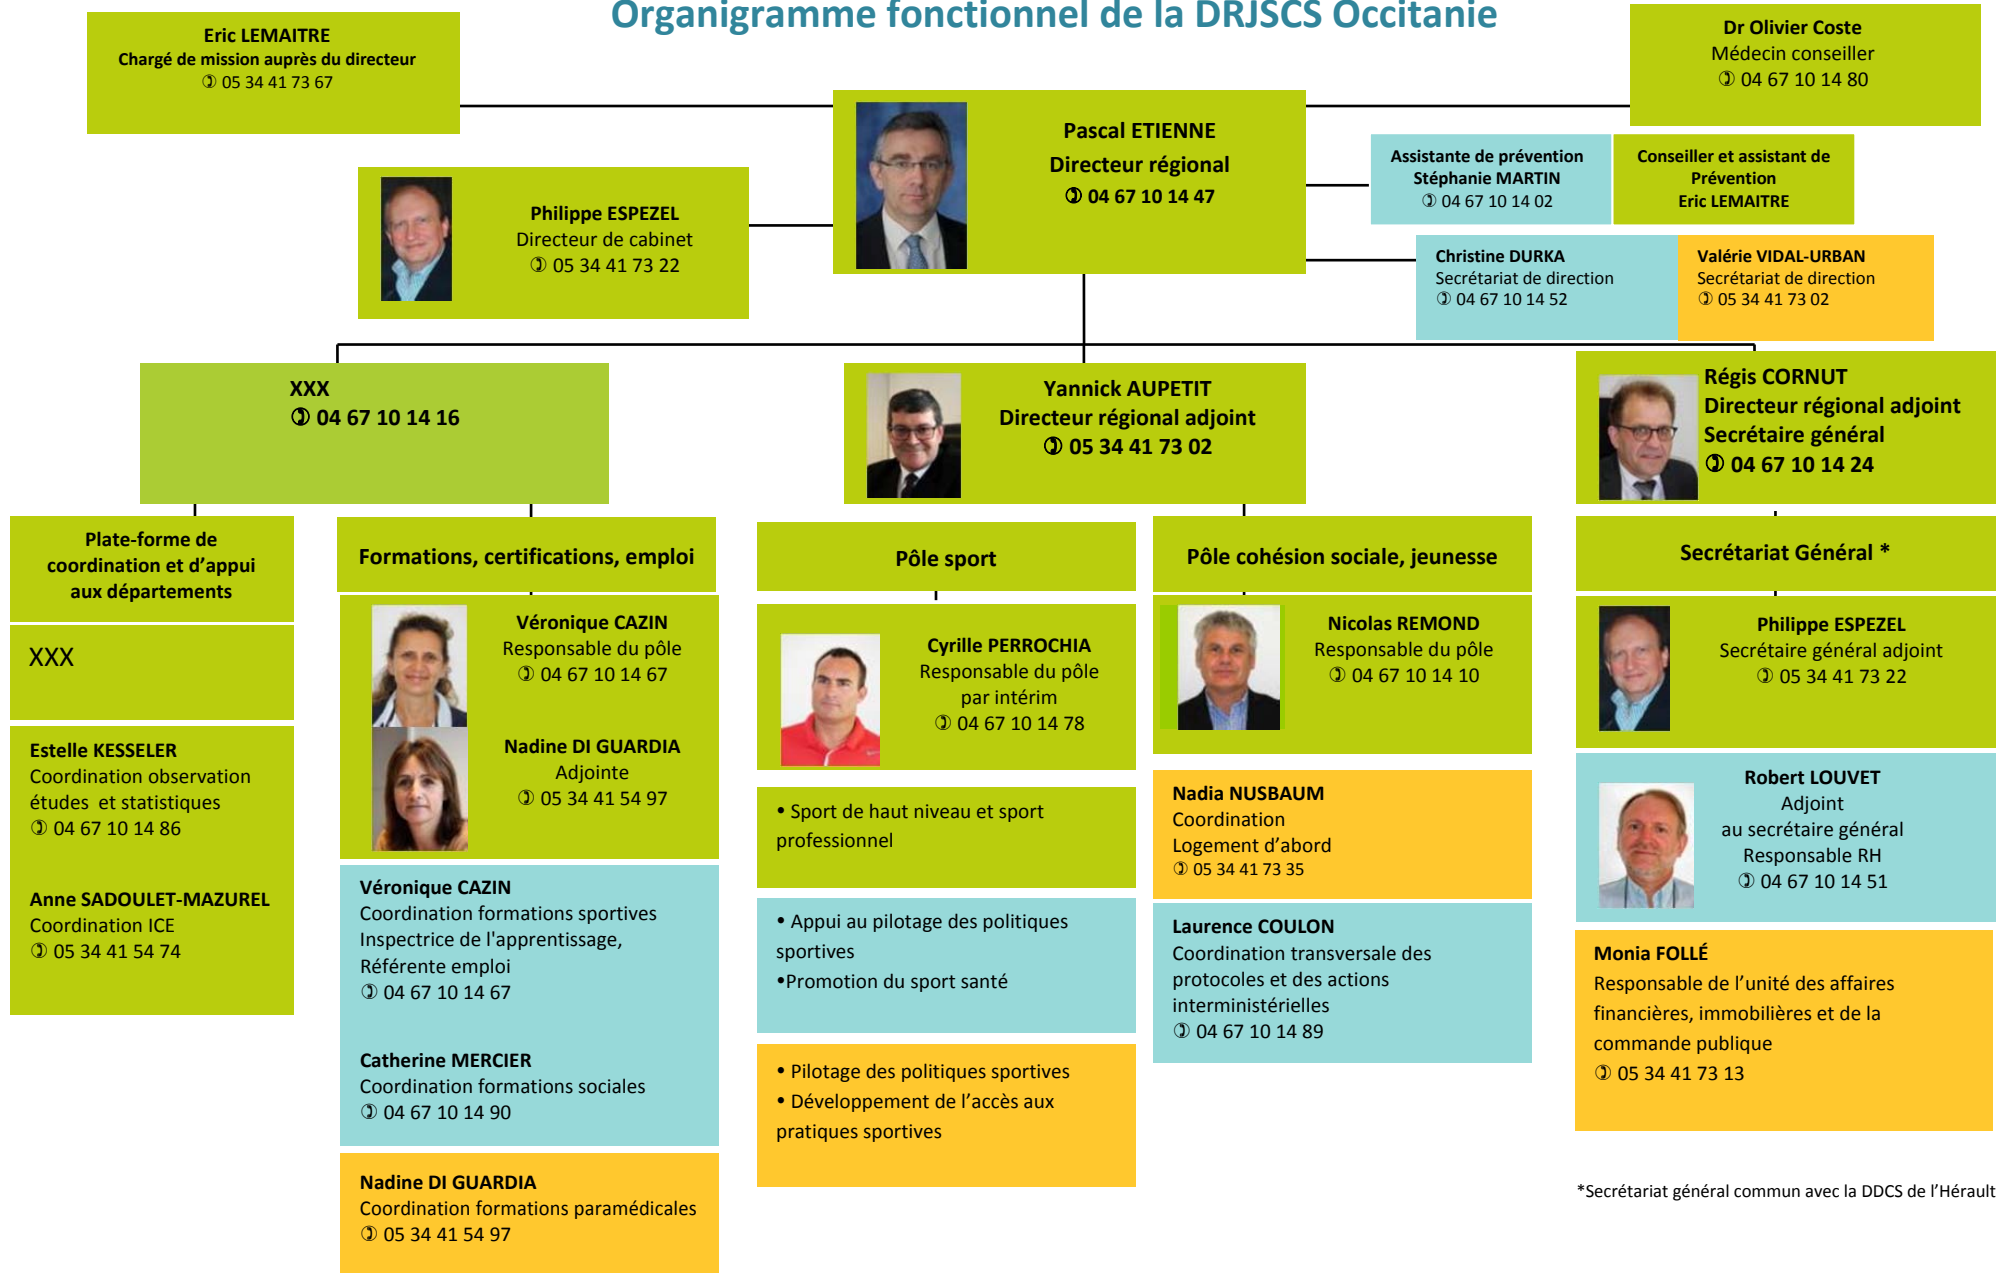 Organigramme fonctionnel de la DRJSCS Occitanie
Eric LEMAITRE
Chargé de mission auprès du directeur
✆ 05 34 41 73 67
Dr Olivier Coste
Médecin conseiller
✆ 04 67 10 14 80
Pascal ETIENNE
Directeur régional
✆ 04 67 10 14 47
Philippe ESPEZEL
Directeur de cabinet
✆ 05 34 41 73 22
Assistante de prévention
Stéphanie MARTIN
✆ 04 67 10 14 02
Conseiller et assistant de
Prévention
Eric LEMAITRE
Christine DURKA
Secrétariat de direction
✆ 04 67 10 14 52
Valérie VIDAL-URBAN
Secrétariat de direction
✆ 05 34 41 73 02
XXX
✆ 04 67 10 14 16
Yannick AUPETIT
Directeur régional adjoint
✆ 05 34 41 73 02
Régis CORNUT
Directeur régional adjoint
Secrétaire général
✆ 04 67 10 14 24
Plate-forme de
coordination et d'appui
aux départements
XXX
Estelle KESSELER
Coordination observation
études et statistiques
✆ 04 67 10 14 86
Anne SADOULET-MAZUREL
Coordination ICE
✆ 05 34 41 54 74
Formations, certifications, emploi
Véronique CAZIN
Responsable du pôle
✆ 04 67 10 14 67
Nadine DI GUARDIA
Adjointe
✆ 05 34 41 54 97
Véronique CAZIN
Coordination formations sportives
Inspectrice de l'apprentissage,
Référente emploi
✆ 04 67 10 14 67
Catherine MERCIER
Coordination formations sociales
✆ 04 67 10 14 90
Nadine DI GUARDIA
Coordination formations paramédicales
✆ 05 34 41 54 97
Pôle sport
Cyrille PERROCHIA
Responsable du pôle
par intérim
✆ 04 67 10 14 78
• Sport de haut niveau et sport
professionnel
• Appui au pilotage des politiques
sportives
•Promotion du sport santé
• Pilotage des politiques sportives
• Développement de l'accès aux
pratiques sportives
Pôle cohésion sociale, jeunesse
Nicolas REMOND
Responsable du pôle
✆ 04 67 10 14 10
Nadia NUSBAUM
Coordination
Logement d'abord
✆ 05 34 41 73 35
Laurence COULON
Coordination transversale des
protocoles et des actions
interministérielles
✆ 04 67 10 14 89
Secrétariat Général *
Philippe ESPEZEL
Secrétaire général adjoint
✆ 05 34 41 73 22
Robert LOUVET
Adjoint
au secrétaire général
Responsable RH
✆ 04 67 10 14 51
Monia FOLLÉ
Responsable de l'unité des affaires
financières, immobilières et de la
commande publique
✆ 05 34 41 73 13
*Secrétariat général commun avec la DDCS de l'Hérault